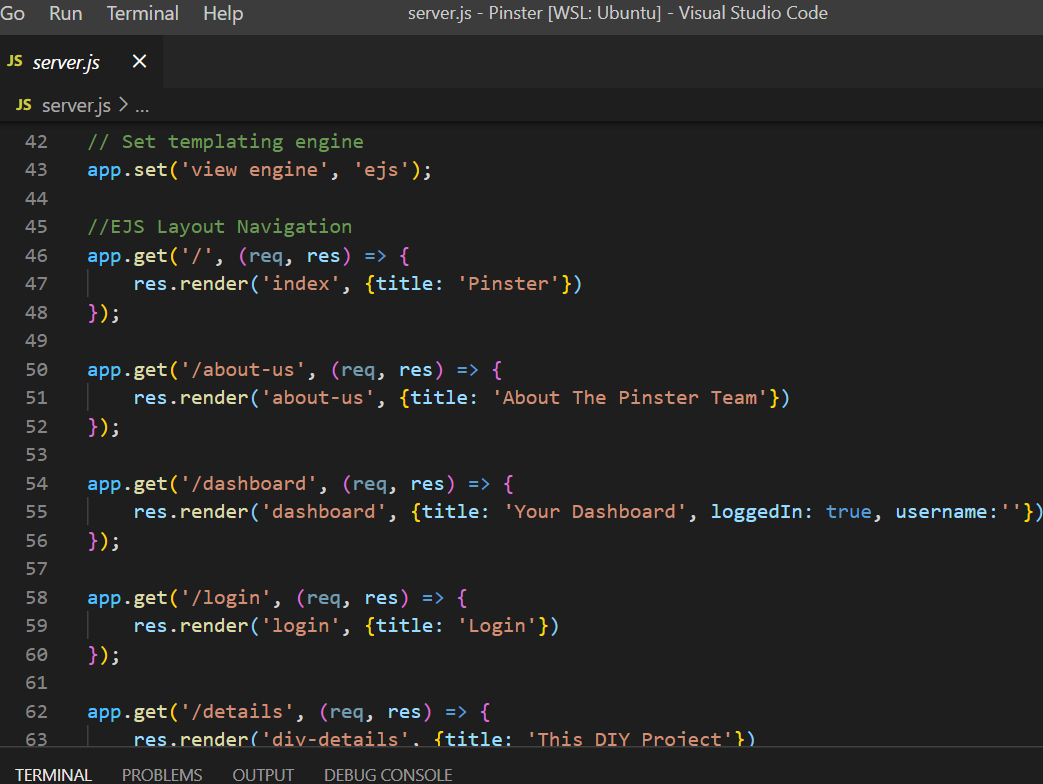 Go Run Terminal Help server.js - Pinster [WSL: Ubuntu] - Visual Studio Code
JS server.js ×
JS server.js > ...
42 // Set templating engine
43 app.set('view engine', 'ejs');
44
45 //EJS Layout Navigation
46 app.get('/', (req, res) => {
47     res.render('index', {title: 'Pinster'})
48 });
49
50 app.get('/about-us', (req, res) => {
51     res.render('about-us', {title: 'About The Pinster Team'})
52 });
53
54 app.get('/dashboard', (req, res) => {
55     res.render('dashboard', {title: 'Your Dashboard', loggedIn: true, username:''})
56 });
57
58 app.get('/login', (req, res) => {
59     res.render('login', {title: 'Login'})
60 });
61
62 app.get('/details', (req, res) => {
63     res.render('div-details', {title: 'This DIY Project'})
TERMINAL PROBLEMS OUTPUT DEBUG CONSOLE